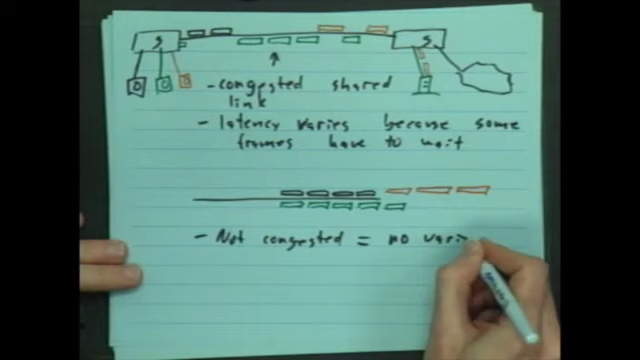 S S
- congested shared
link
- latency varies because some
frames have to wait
- Not congested = no vari